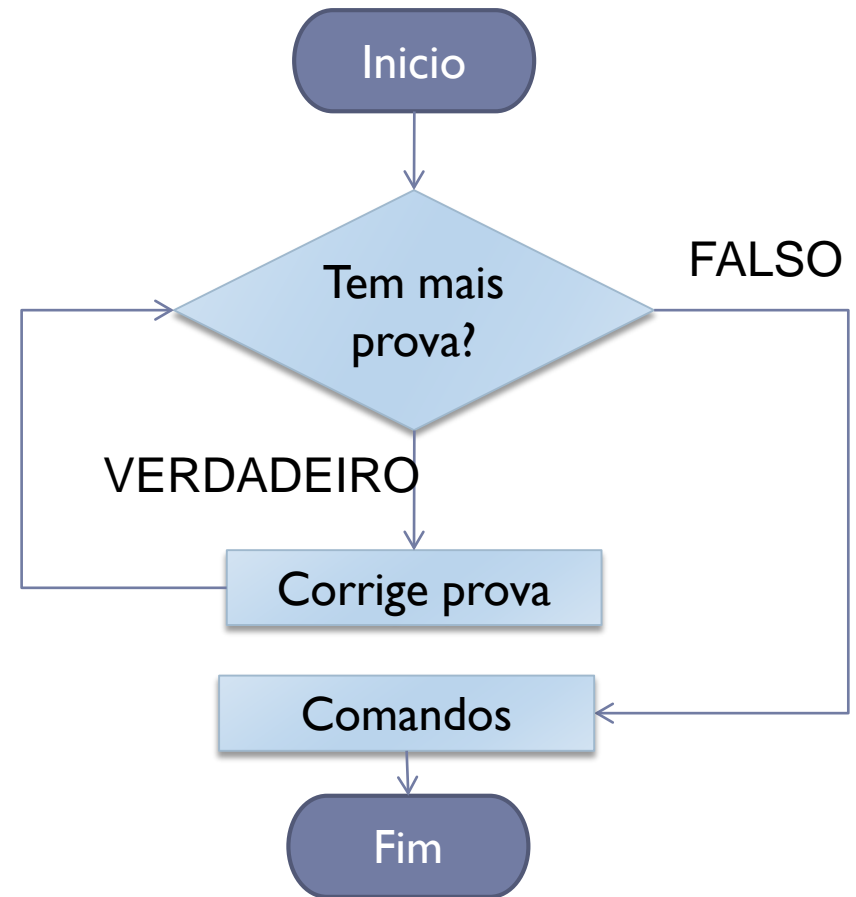 Inicio
Tem mais
prova?
FALSO
VERDADEIRO
Corrige prova
Comandos
Fim